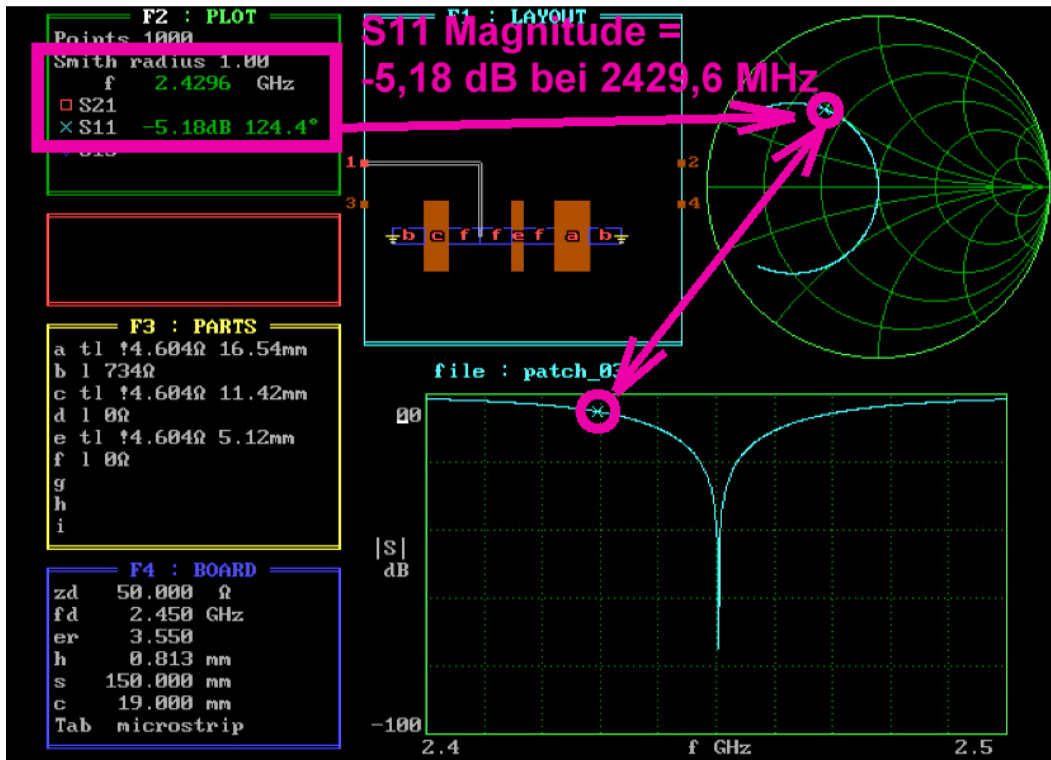 F2 : PLOT
Points 1000
Smith radius 1.00
f 2.4296 GHz
S21
S11 -5.18dB 124.4°
F1 : LAYOUT
S11 Magnitude =
-5,18 dB bei 2429,6 MHz
1
2
3
4
b c f f e f a b
F3 : PARTS
a tl !4.604Ω 16.54mm
b l 734Ω
c tl !4.604Ω 11.42mm
d l 0Ω
e tl !4.604Ω 5.12mm
f l 0Ω
g
h
i
F4 : BOARD
zd 50.000 Ω
fd 2.450 GHz
er 3.550
h 0.813 mm
s 150.000 mm
c 19.000 mm
Tab microstrip
file : patch_03
00
|S|
dB
-100
2.4 f GHz 2.5